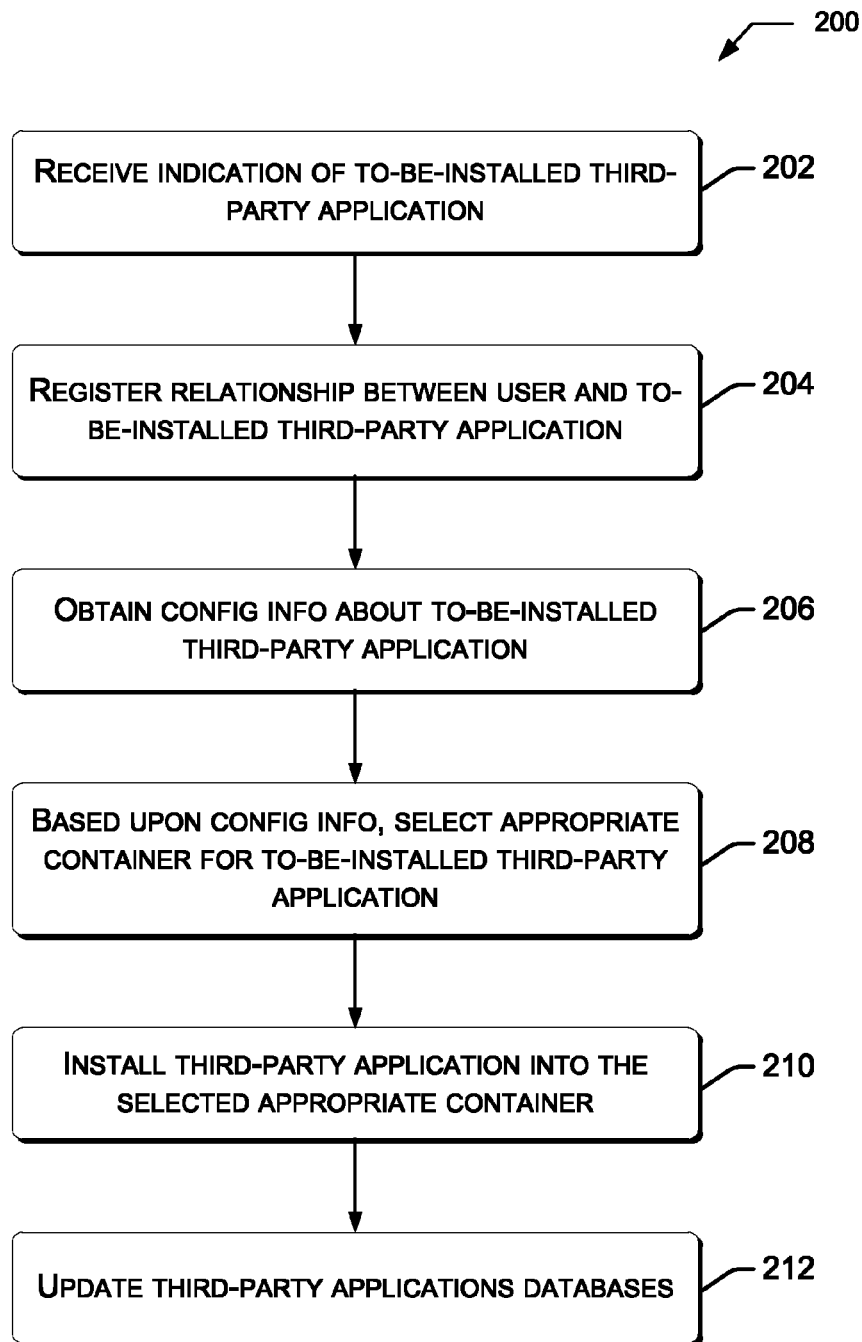 200
RECEIVE INDICATION OF TO-BE-INSTALLED THIRD-
PARTY APPLICATION
202
REGISTER RELATIONSHIP BETWEEN USER AND TO-
BE-INSTALLED THIRD-PARTY APPLICATION
204
OBTAIN CONFIG INFO ABOUT TO-BE-INSTALLED
THIRD-PARTY APPLICATION
206
BASED UPON CONFIG INFO, SELECT APPROPRIATE
CONTAINER FOR TO-BE-INSTALLED THIRD-PARTY
APPLICATION
208
INSTALL THIRD-PARTY APPLICATION INTO THE
SELECTED APPROPRIATE CONTAINER
210
UPDATE THIRD-PARTY APPLICATIONS DATABASES
212